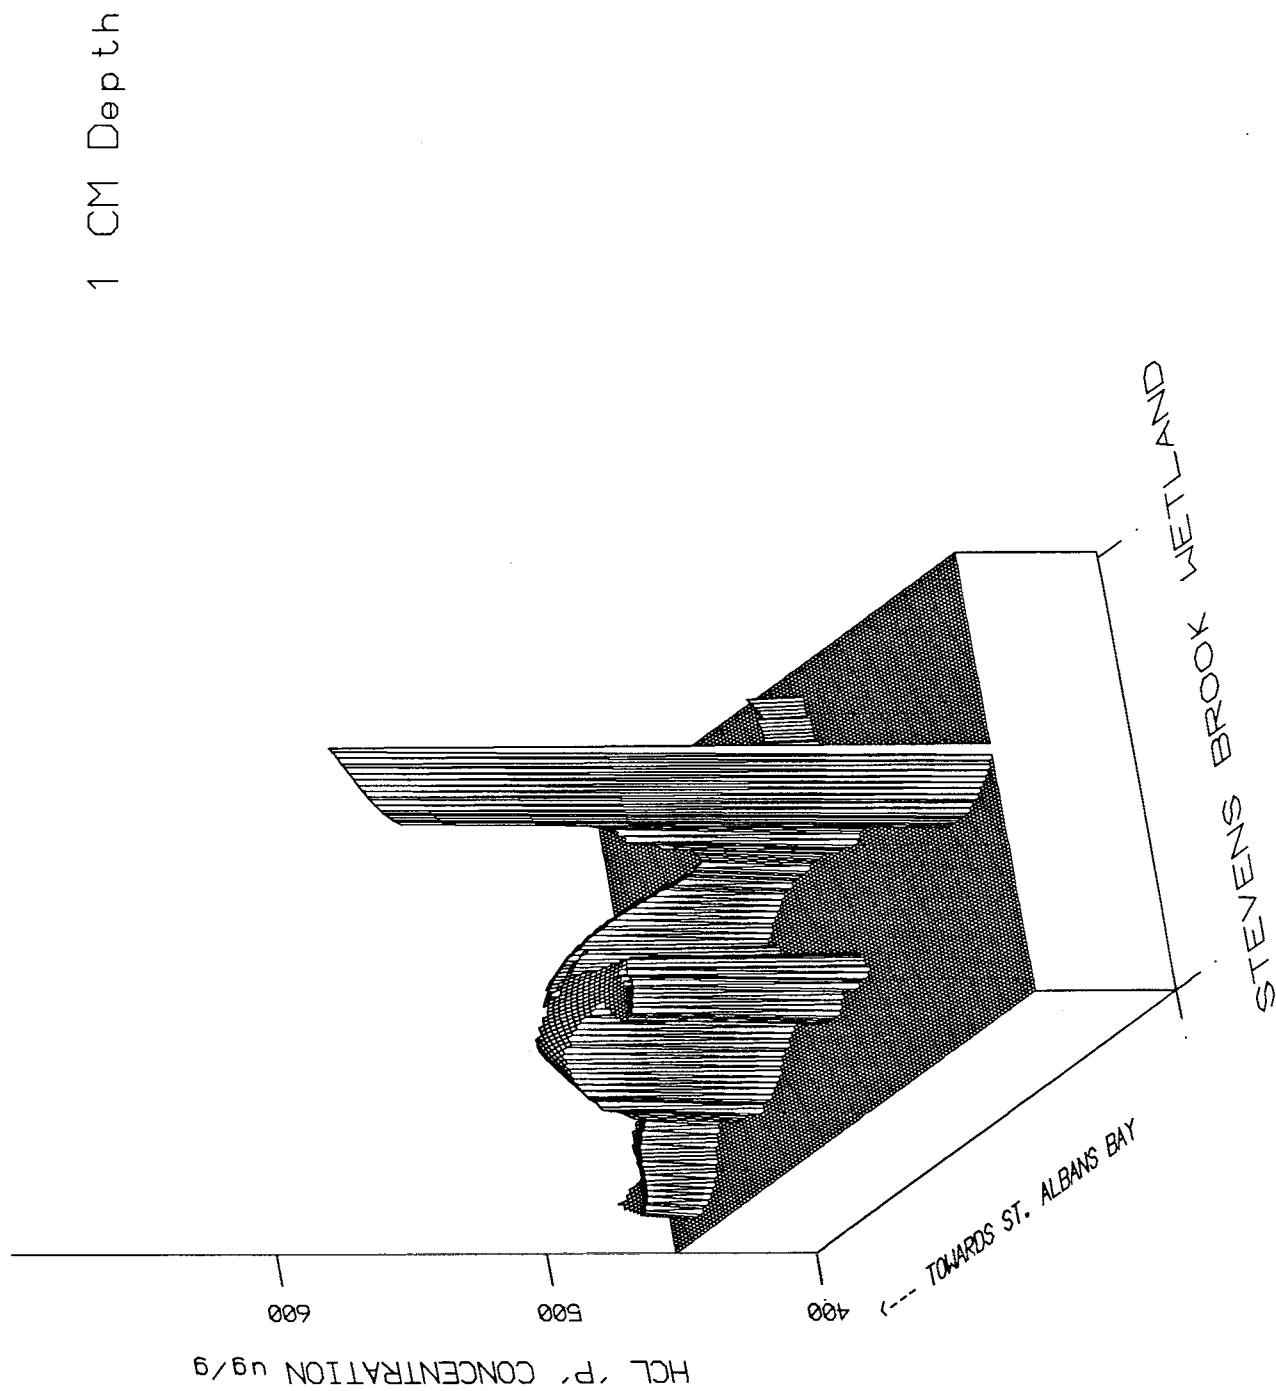 1 CM Depth
STEVENS BROOK WETLAND
<--- TOWARDS ST. ALBANS BAY
400
500
600
HCL 'P' CONCENTRATION ug/g